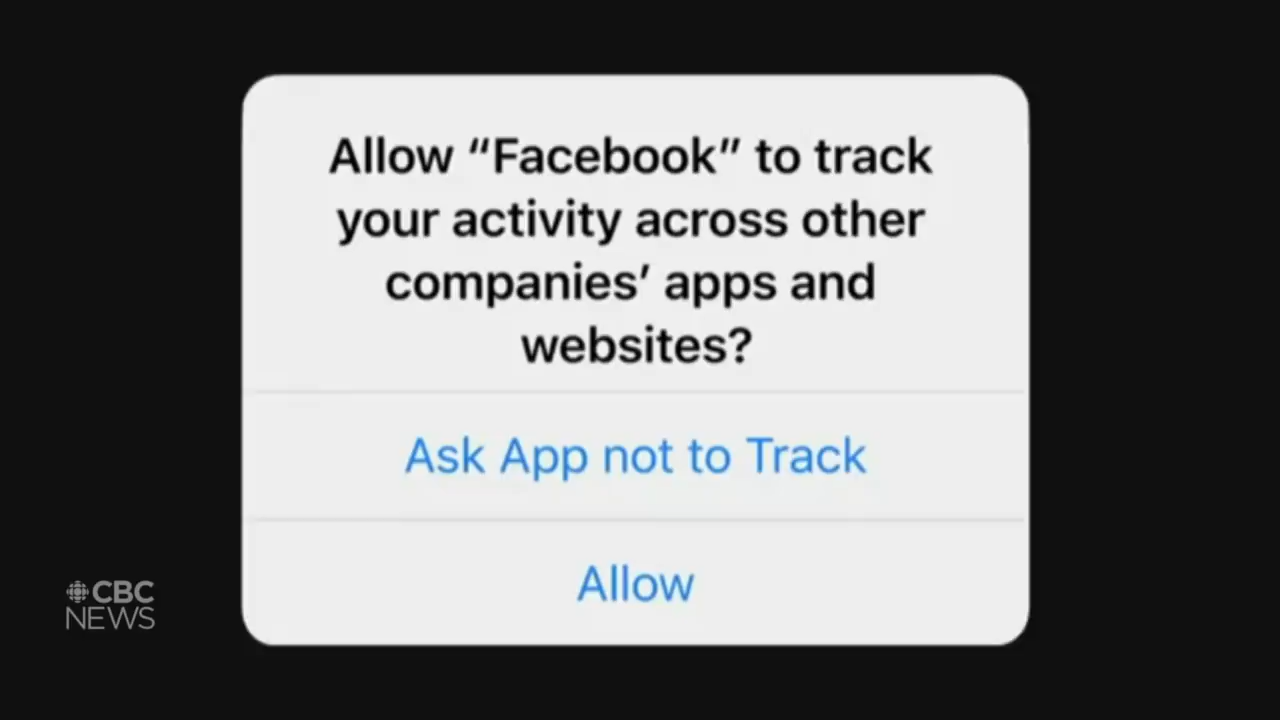 Allow “Facebook” to track
your activity across other
companies’ apps and
websites?
Ask App not to Track
Allow
CBC
NEWS